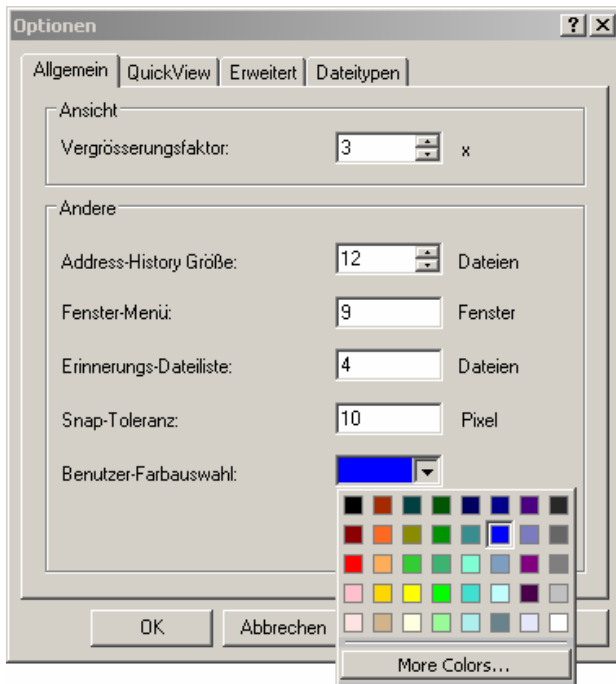 Optionen
Allgemein QuickView Erweitert Dateitypen
Ansicht
Vergrösserungsfaktor: 3 x
Andere
Address-History Größe: 12 Dateien
Fenster-Menü: 9 Fenster
Erinnerungs-Dateiliste: 4 Dateien
Snap-Toleranz: 10 Pixel
Benutzer-Farbauswahl:
OK Abbrechen
More Colors...